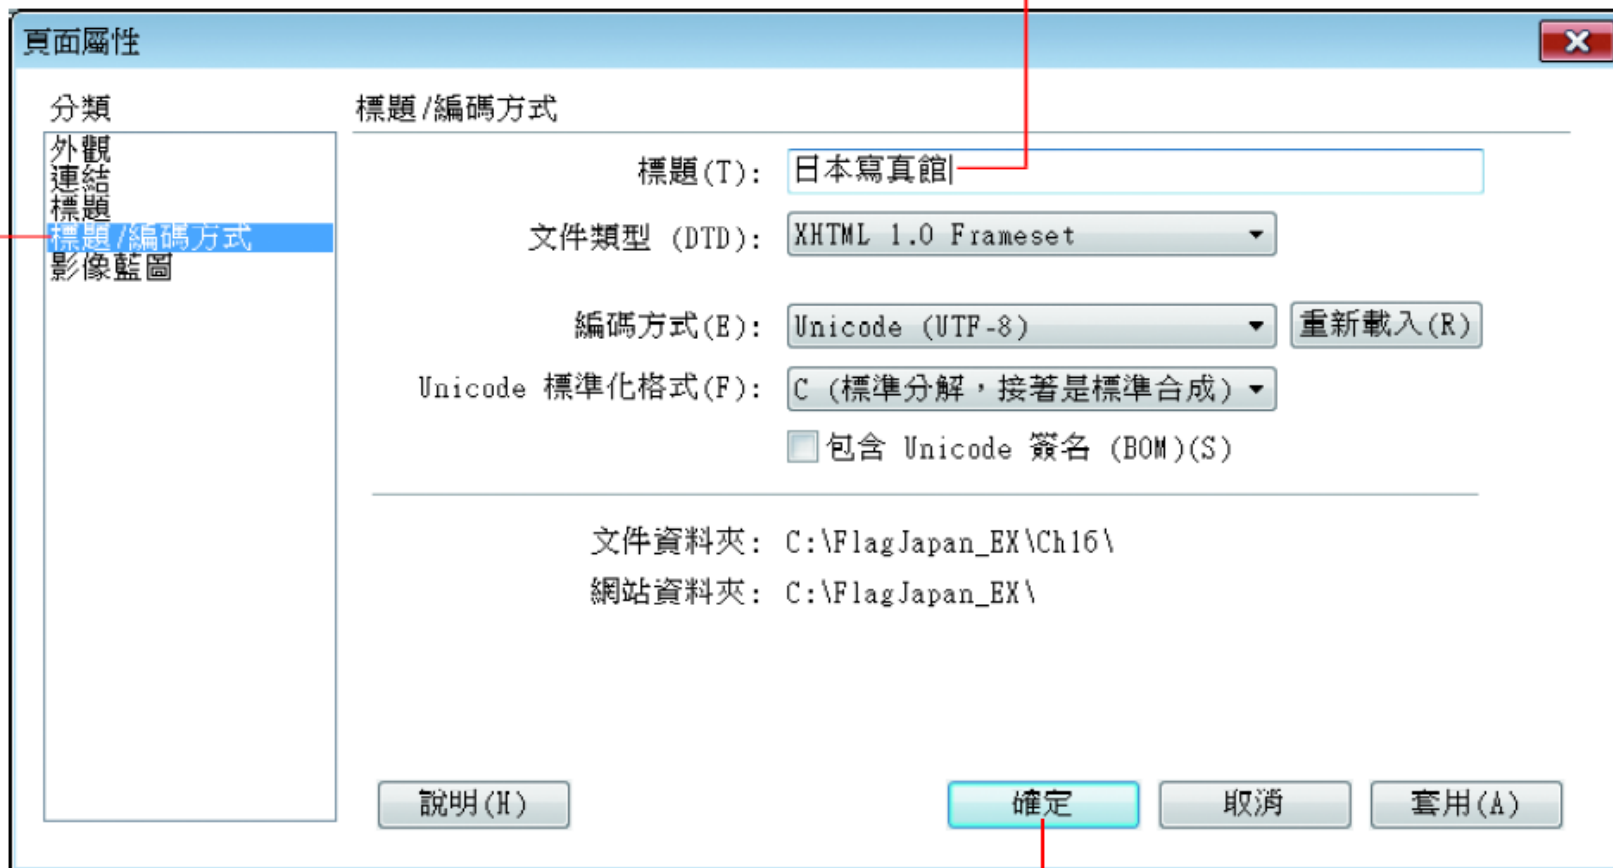 頁面屬性
分類
外觀
連結
標題
標題/編碼方式
影像藍圖
標題/編碼方式
標題(T): 日本寫真館
文件類型 (DTD): XHTML 1.0 Frameset
編碼方式(E): Unicode (UTF-8) 重新載入(R)
Unicode 標準化格式(F): C (標準分解，接著是標準合成)
包含 Unicode 簽名 (BOM)(S)
文件資料夾: C:\FlagJapan_EX\Ch16\
網站資料夾: C:\FlagJapan_EX\
說明(H) 確定 取消 套用(A)